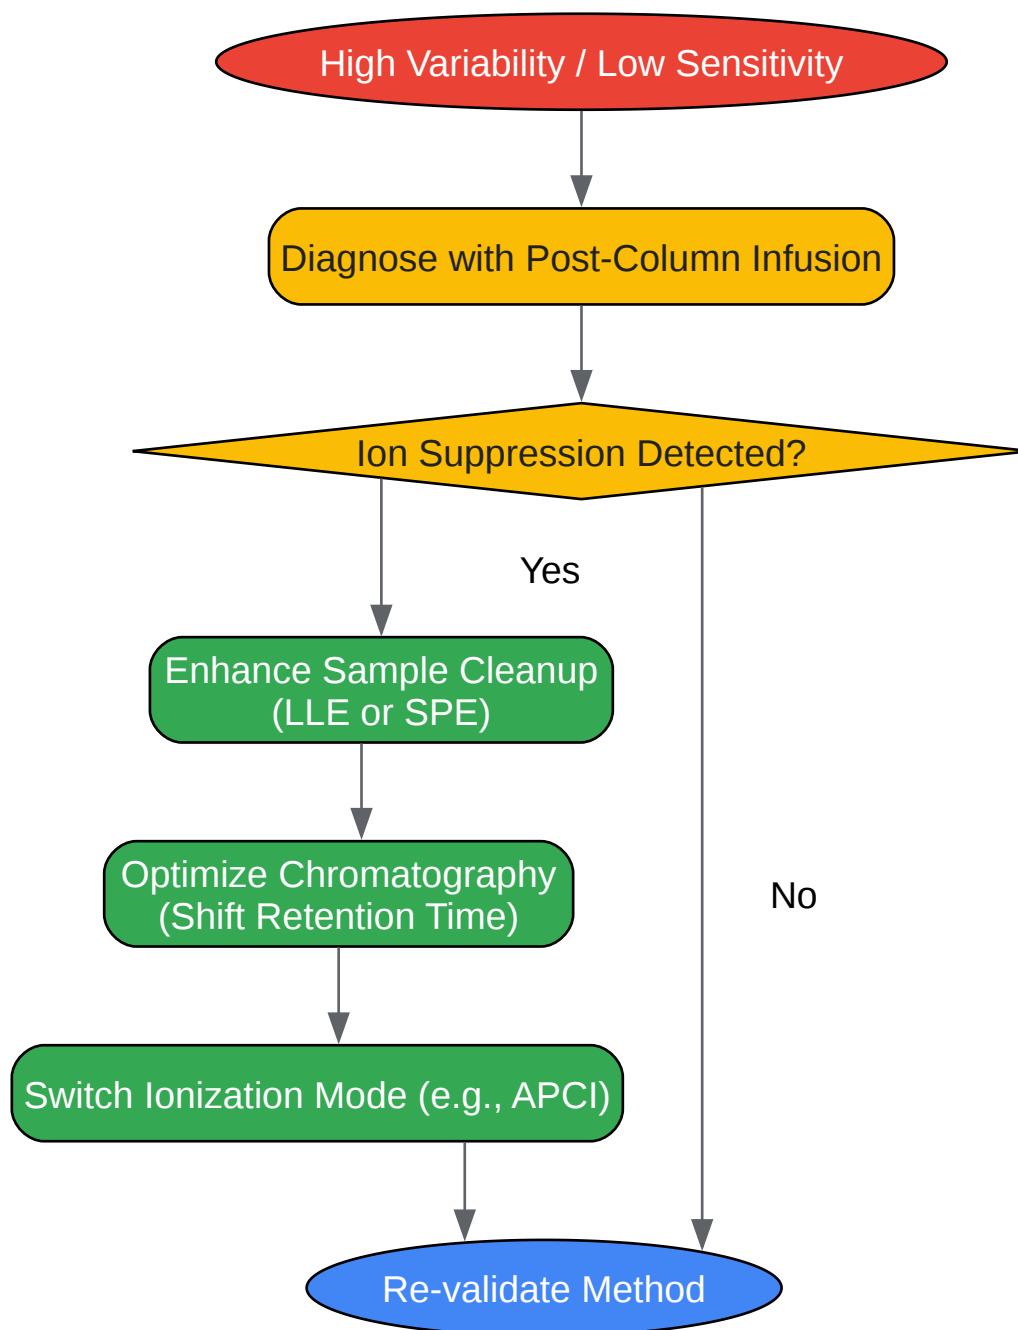 High Variability / Low Sensitivity
Diagnose with Post-Column Infusion
Ion Suppression Detected?
Yes
Enhance Sample Cleanup
(LLE or SPE)
Optimize Chromatography
(Shift Retention Time)
No
Switch Ionization Mode (e.g., APCI)
Re-validate Method